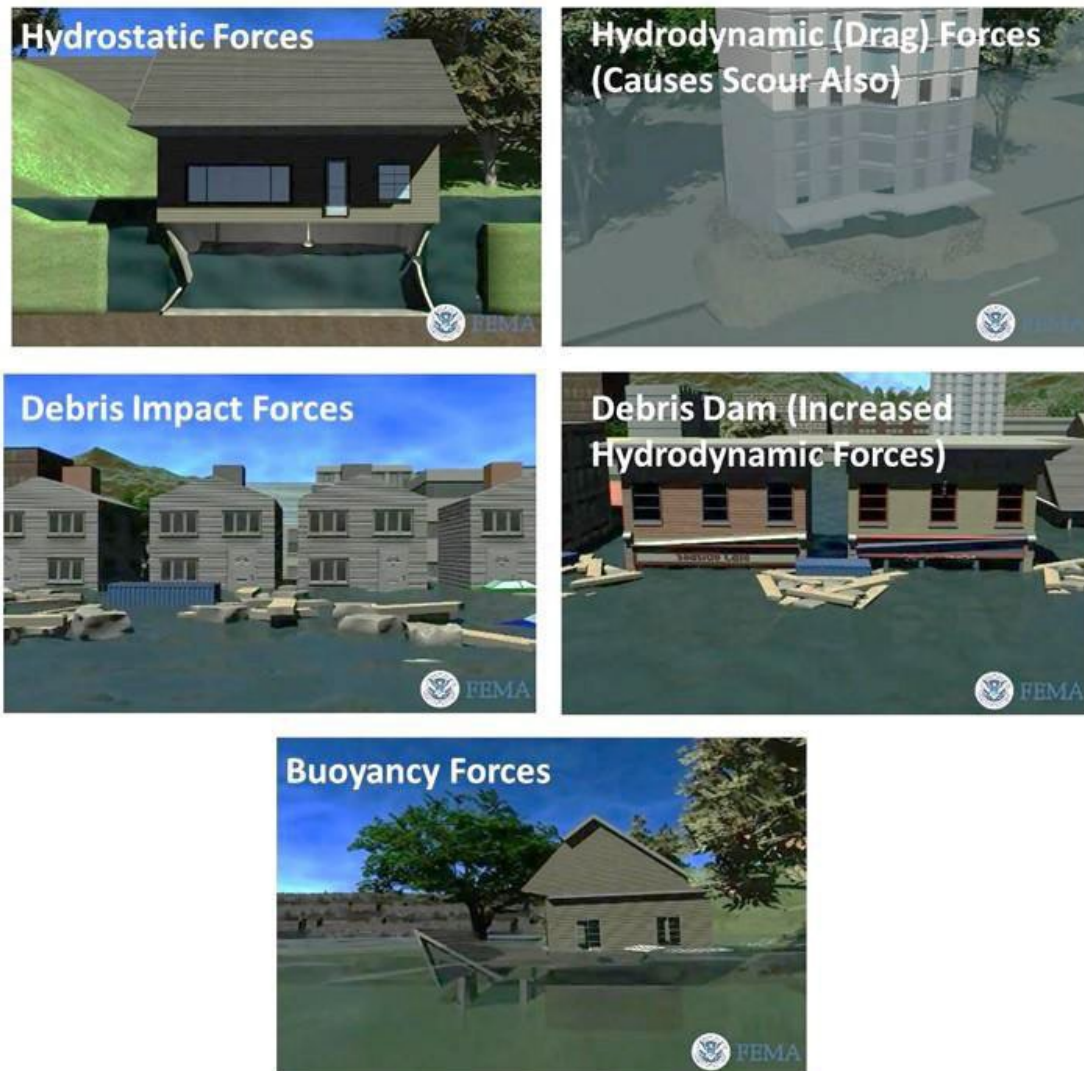 Hydrostatic Forces
FEMA
Hydrodynamic (Drag) Forces
(Causes Scour Also)
FEMA
Debris Impact Forces
FEMA
Debris Dam (Increased
Hydrodynamic Forces)
FEMA
Buoyancy Forces
FEMA